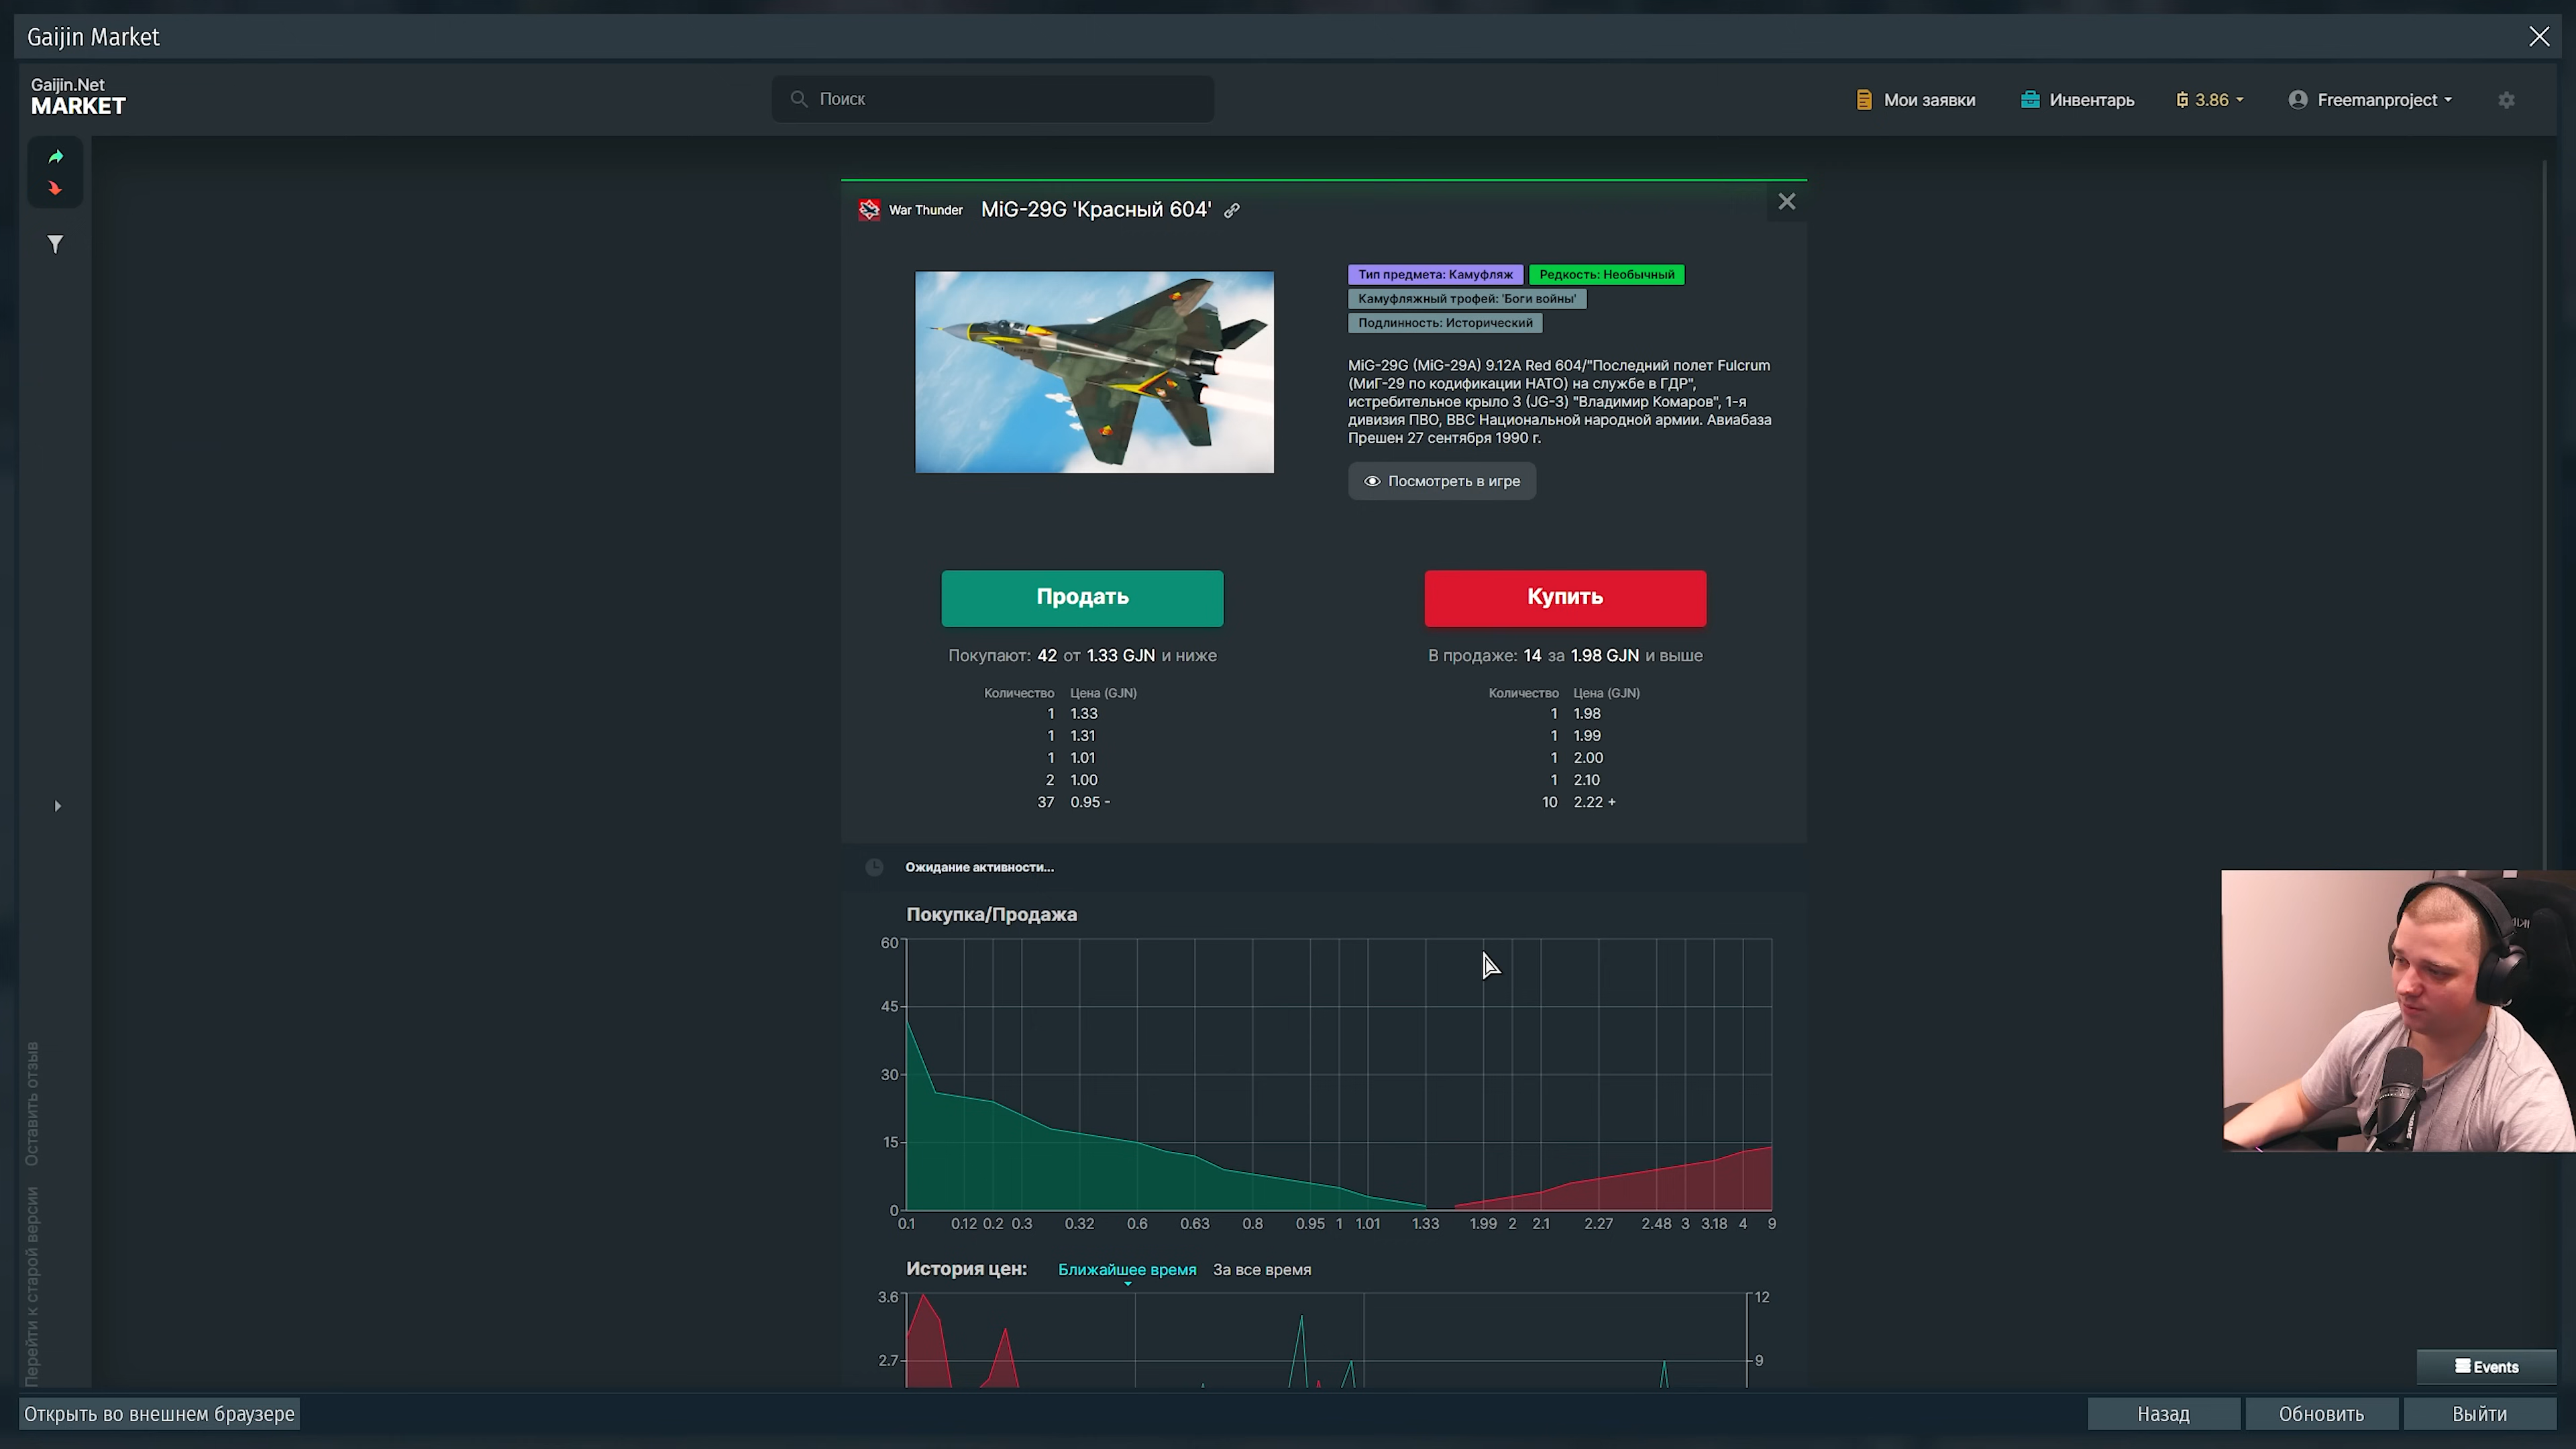 Gaijin Market
Gaijin.Net
MARKET
Поиск
Мои заявки
Инвентарь
3.86
Freemanproject
War Thunder
MiG-29G 'Красный 604'
Тип предмета: Камуфляж
Редкость: Необычный
Камуфляжный трофей: 'Боги войны'
Подлинность: Исторический
MiG-29G (MiG-29A) 9.12A Red 604/"Последний полет Fulcrum
(МиГ-29 по кодификации НАТО) на службе в ГДР",
истребительное крыло 3 (JG-3) "Владимир Комаров", 1-я
дивизия ПВО, ВВС Национальной народной армии. Авиабаза
Прешен 27 сентября 1990 г.
Посмотреть в игре
Продать
Купить
Покупают: 42 от 1.33 GJN и ниже
В продаже: 14 за 1.98 GJN и выше
Количество Цена (GJN)
1 1.33
1 1.31
1 1.01
2 1.00
37 0.95 -
Количество Цена (GJN)
1 1.98
1 1.99
1 2.00
1 2.10
10 2.22 +
Ожидание активности...
Покупка/Продажа
60
45
30
15
0
0.1 0.12 0.2 0.3 0.32 0.6 0.63 0.8 0.95 1 1.01 1.33 1.99 2 2.1 2.27 2.48 3 3.18 4 9
История цен: Ближайшее время За все время
3.6
2.7
12
9
Оставить отзыв
Перейти к старой версии
Events
Открыть во внешнем браузере
Назад
Обновить
Выйти